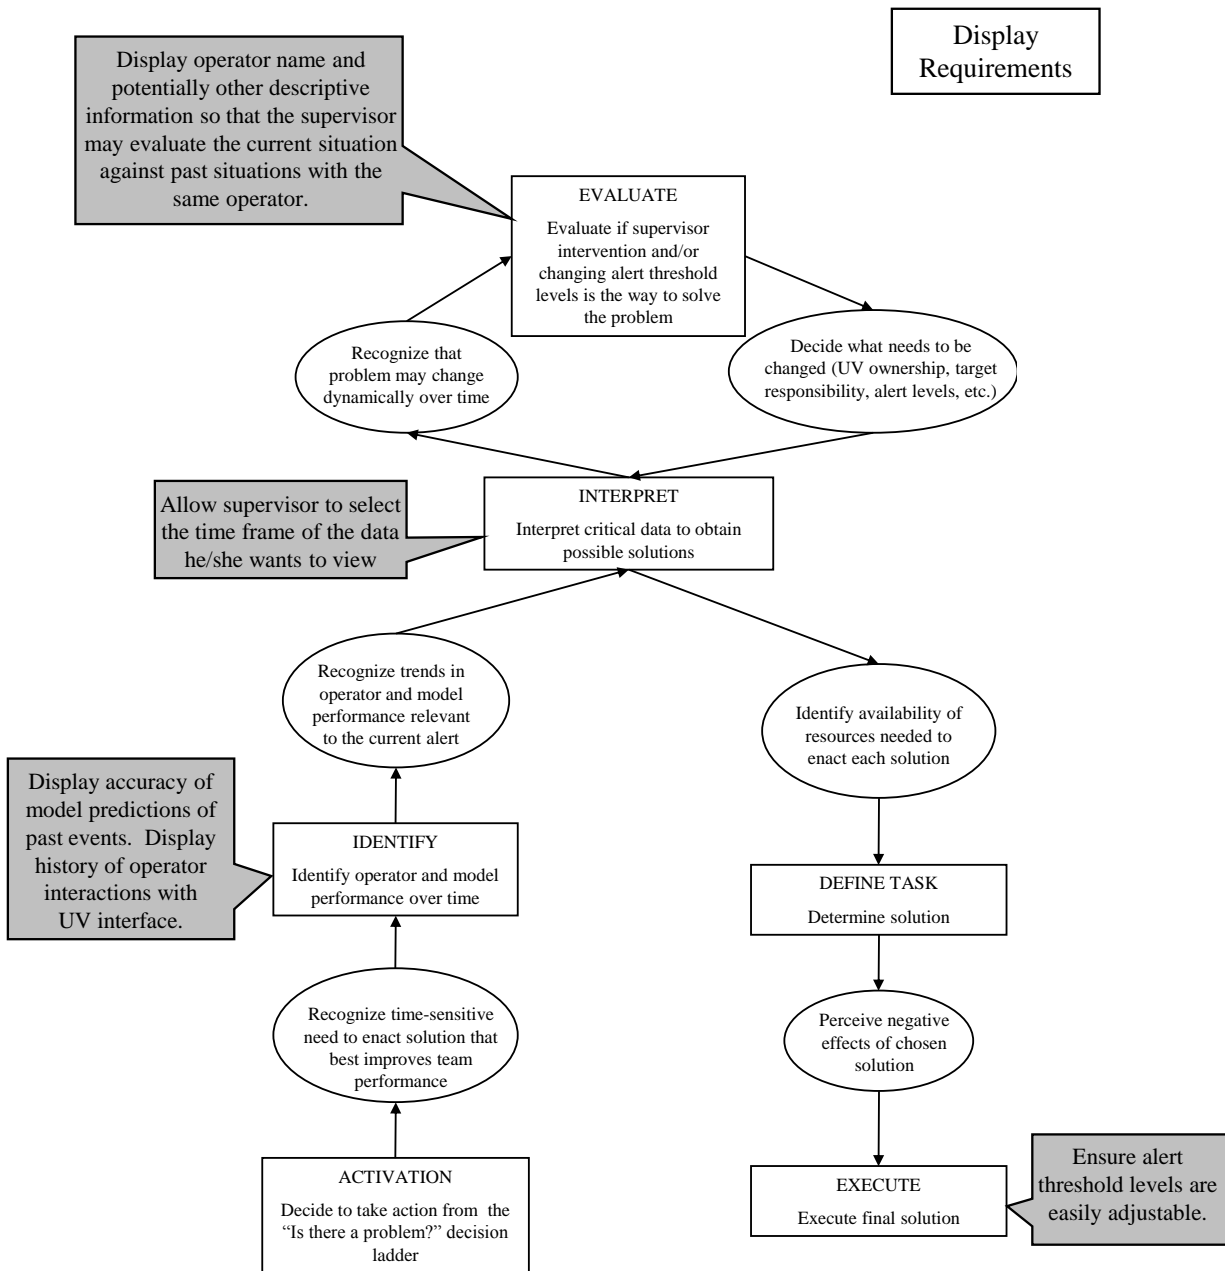 Display
Requirements
Display operator name and
potentially other descriptive
information so that the supervisor
may evaluate the current situation
against past situations with the
same operator.
EVALUATE
Evaluate if supervisor
intervention and/or
changing alert threshold
levels is the way to solve
the problem
Recognize that
problem may change
dynamically over time
Decide what needs to be
changed (UV ownership, target
responsibility, alert levels, etc.)
Allow supervisor to select
the time frame of the data
he/she wants to view
INTERPRET
Interpret critical data to obtain
possible solutions
Recognize trends in
operator and model
performance relevant
to the current alert
Identify availability of
resources needed to
enact each solution
Display accuracy of
model predictions of
past events.  Display
history of operator
interactions with
UV interface.
IDENTIFY
Identify operator and model
performance over time
DEFINE TASK
Determine solution
Recognize time-sensitive
need to enact solution that
best improves team
performance
Perceive negative
effects of chosen
solution
ACTIVATION
Decide to take action from  the
“Is there a problem?” decision
ladder
EXECUTE
Execute final solution
Ensure alert
threshold levels are
easily adjustable.